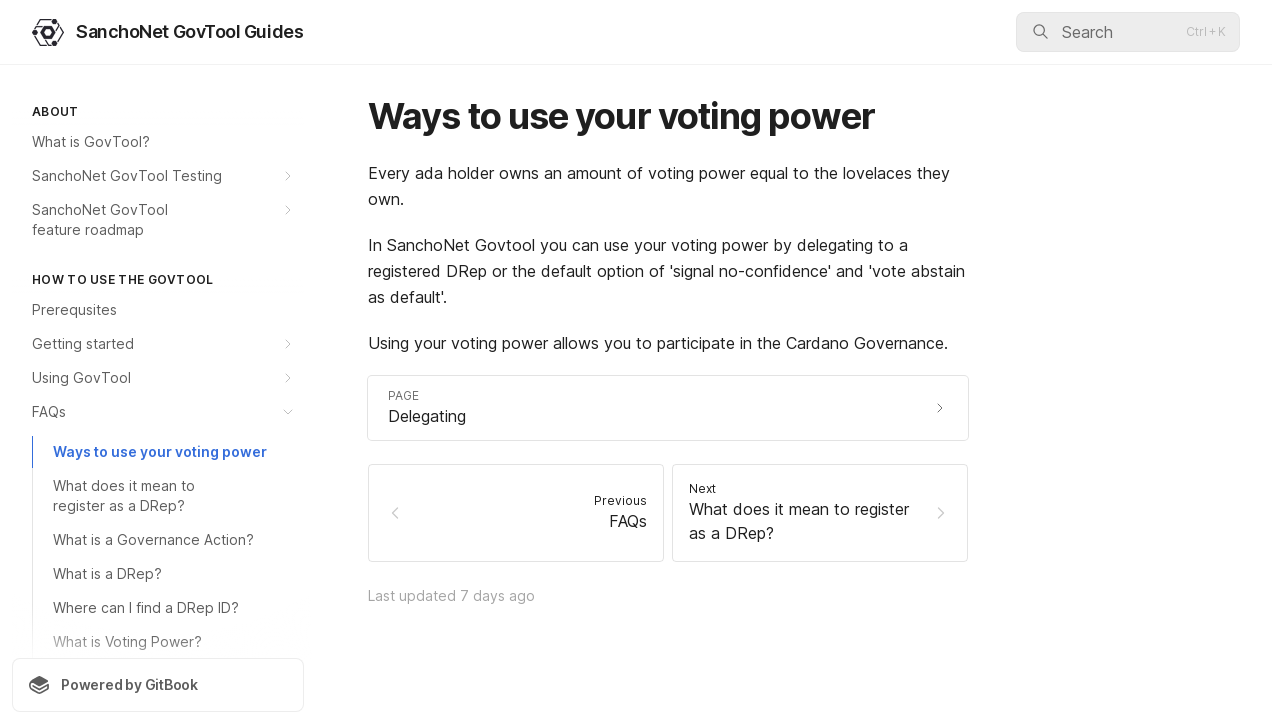 SanchoNet GovTool Guides
Search
Ctrl + K
ABOUT
What is GovTool?
SanchoNet GovTool Testing
SanchoNet GovTool
feature roadmap
HOW TO USE THE GOVTOOL
Prerequsites
Getting started
Using GovTool
FAQs
Ways to use your voting power
What does it mean to
register as a DRep?
What is a Governance Action?
What is a DRep?
Where can I find a DRep ID?
What is Voting Power?
Powered by GitBook
Ways to use your voting power
Every ada holder owns an amount of voting power equal to the lovelaces they
own.
In SanchoNet Govtool you can use your voting power by delegating to a
registered DRep or the default option of 'signal no-confidence' and 'vote abstain
as default'.
Using your voting power allows you to participate in the Cardano Governance.
PAGE
Delegating
Previous
FAQs
Next
What does it mean to register
as a DRep?
Last updated 7 days ago